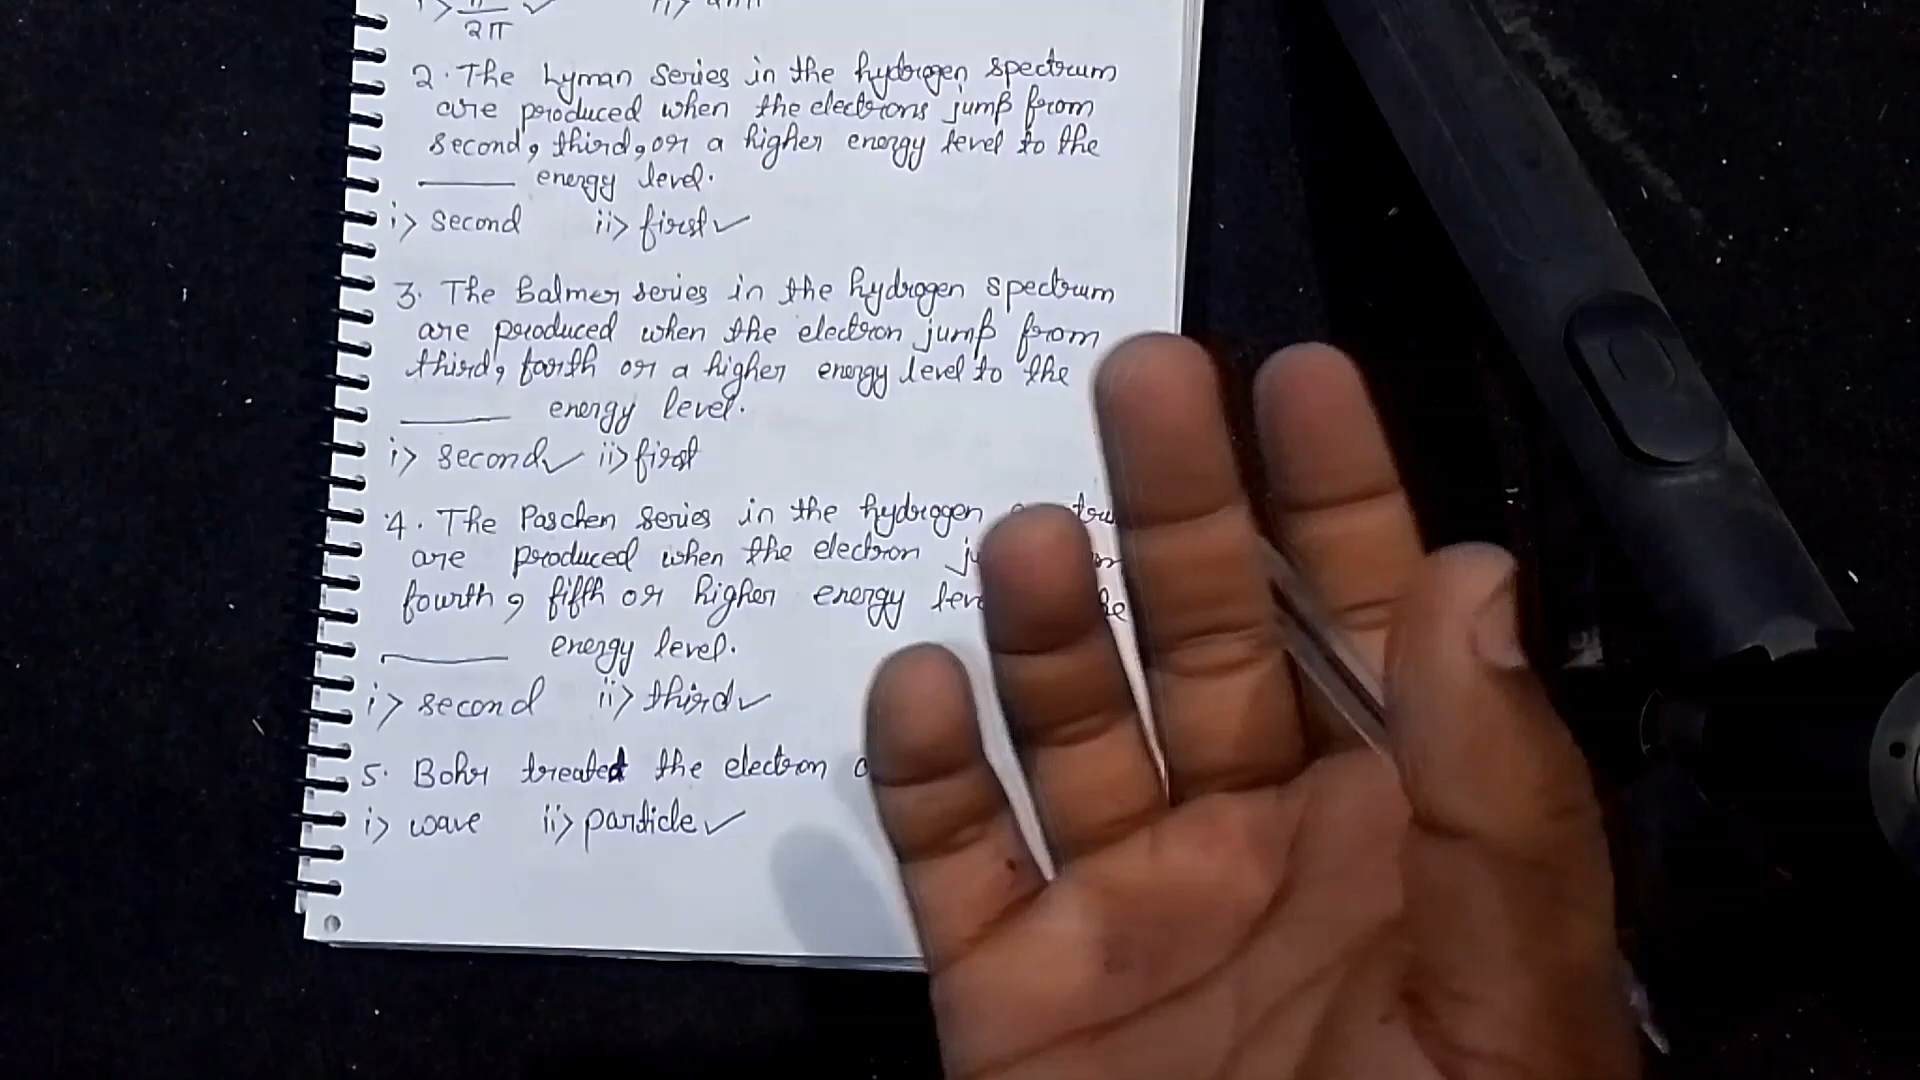 2π
2. The Lyman series in the hydrogen spectrum
are produced when the electrons jump from
second, third, or a higher energy level to the
______ energy level.
i> second ii> first ✓
3. The Balmer series in the hydrogen spectrum
are produced when the electron jump from
third, forth or a higher energy level to the
______ energy level.
i> second ✓ ii> first
4. The Paschen series in the hydrogen
are produced when the electron
fourth, fifth or higher energy
______ energy level.
i> second ii> third ✓
5. Bohr treated the electron
i> wave ii> particle ✓